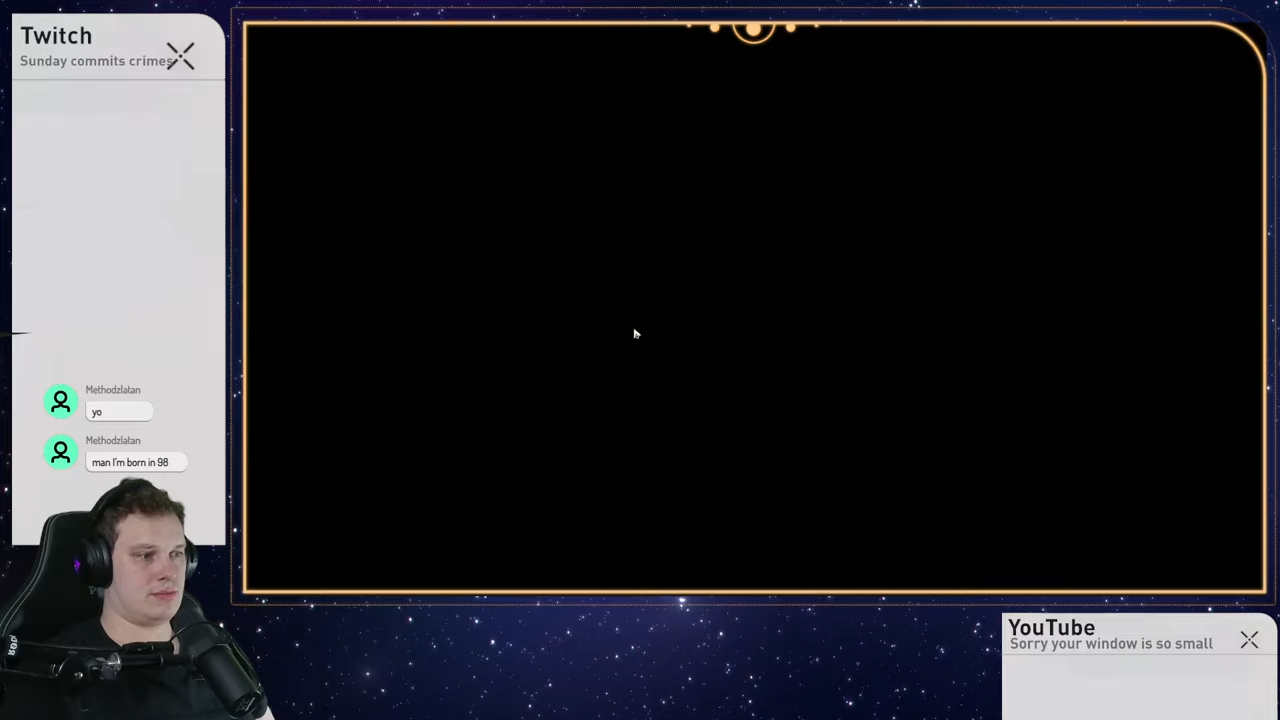 Twitch
Sunday commits crimes
Methodzlatan
yo
Methodzlatan
man I'm born in 98
YouTube
Sorry your window is so small